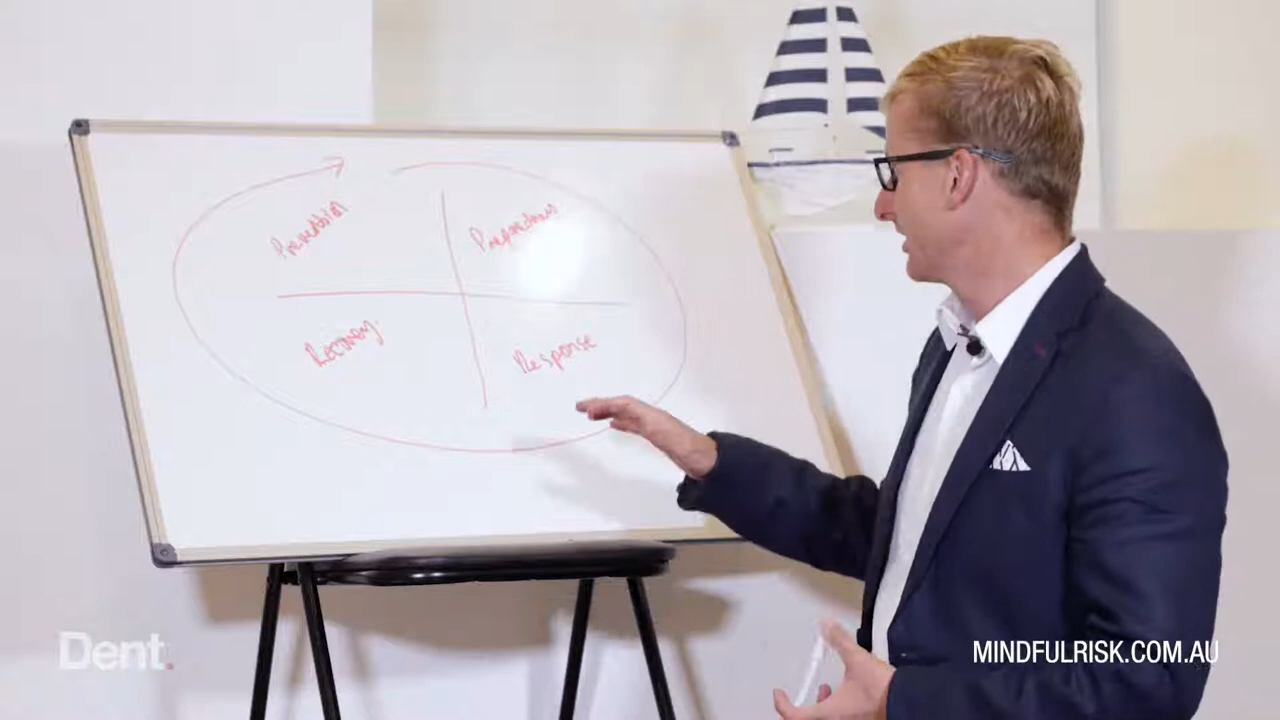 Prevention
Preparedness
Recovery
Response
Dent.
MINDFULRISK.COM.AU